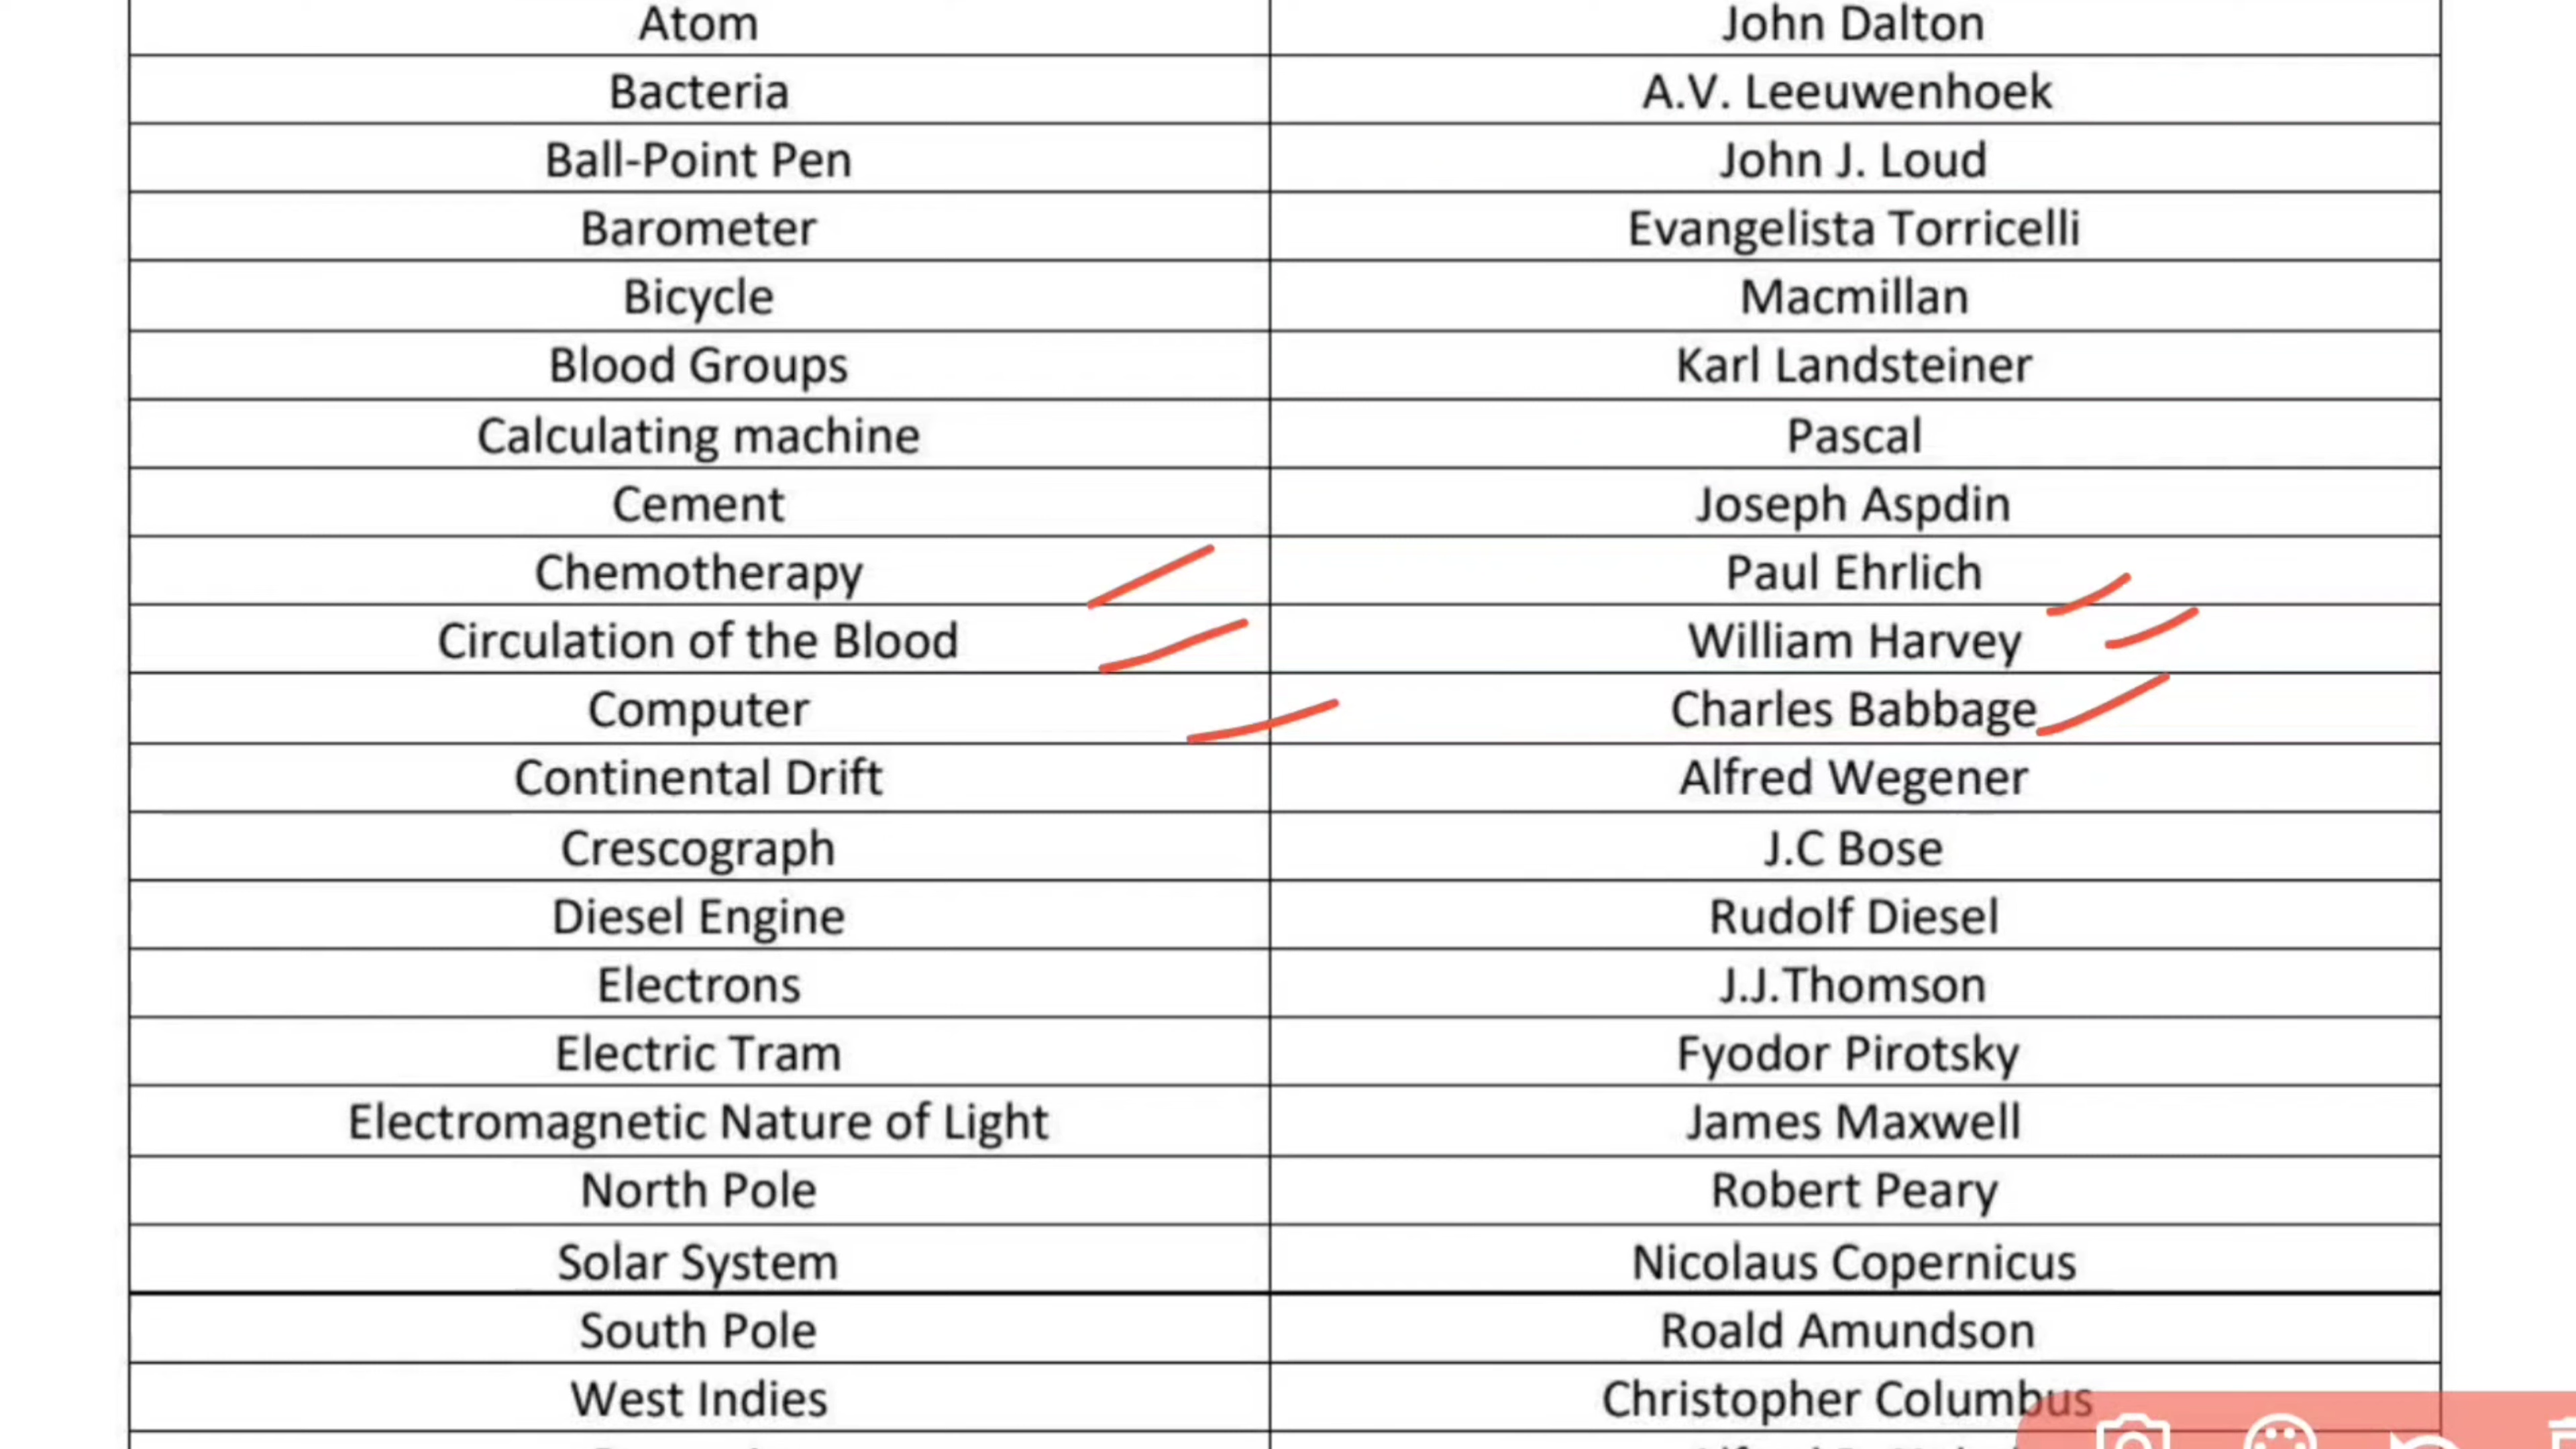 Atom John Dalton
Bacteria A.V. Leeuwenhoek
Ball-Point Pen John J. Loud
Barometer Evangelista Torricelli
Bicycle Macmillan
Blood Groups Karl Landsteiner
Calculating machine Pascal
Cement Joseph Aspdin
Chemotherapy Paul Ehrlich
Circulation of the Blood William Harvey
Computer Charles Babbage
Continental Drift Alfred Wegener
Crescograph J.C Bose
Diesel Engine Rudolf Diesel
Electrons J.J.Thomson
Electric Tram Fyodor Pirotsky
Electromagnetic Nature of Light James Maxwell
North Pole Robert Peary
Solar System Nicolaus Copernicus
South Pole Roald Amundson
West Indies Christopher Columbus